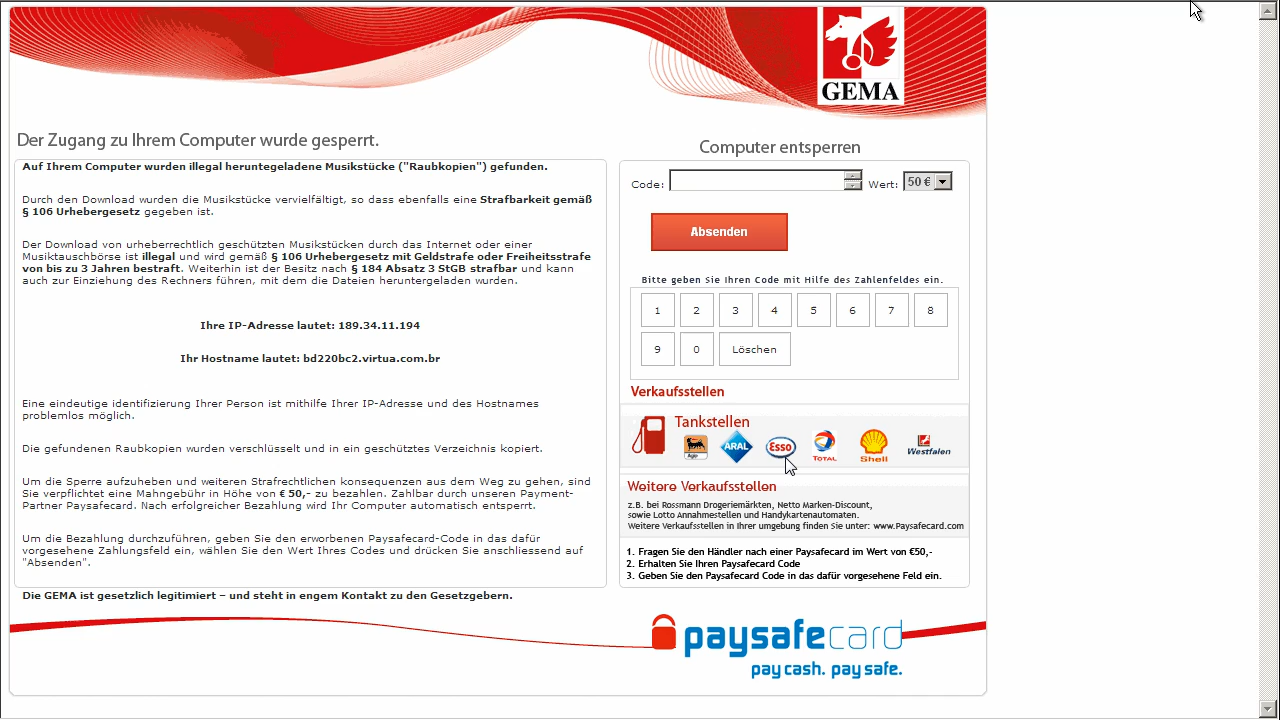 GEMA
Der Zugang zu Ihrem Computer wurde gesperrt.
Auf Ihrem Computer wurden illegal heruntegeladene Musikstücke ("Raubkopien") gefunden.
Durch den Download wurden die Musikstücke vervielfältigt, so dass ebenfalls eine Strafbarkeit gemäß
§ 106 Urhebergesetz gegeben ist.
Der Download von urheberrechtlich geschützten Musikstücken durch das Internet oder einer
Musiktauschbörse ist illegal und wird gemäß § 106 Urhebergesetz mit Geldstrafe oder Freiheitsstrafe
von bis zu 3 Jahren bestraft. Weiterhin ist der Besitz nach § 184 Absatz 3 StGB strafbar und kann
auch zur Einziehung des Rechners führen, mit dem die Dateien heruntergeladen wurden.
Ihre IP-Adresse lautet: 189.34.11.194
Ihr Hostname lautet: bd220bc2.virtua.com.br
Eine eindeutige identifizierung Ihrer Person ist mithilfe Ihrer IP-Adresse und des Hostnames
problemlos möglich.
Die gefundenen Raubkopien wurden verschlüsselt und in ein geschütztes Verzeichnis kopiert.
Um die Sperre aufzuheben und weiteren Strafrechtlichen konsequenzen aus dem Weg zu gehen, sind
Sie verpflichtet eine Mahngebühr in Höhe von € 50,- zu bezahlen. Zahlbar durch unseren Payment-
Partner Paysafecard. Nach erfolgreicher Bezahlung wird Ihr Computer automatisch entsperrt.
Um die Bezahlung durchzuführen, geben Sie den erworbenen Paysafecard-Code in das dafür
vorgesehene Zahlungsfeld ein, wählen Sie den Wert Ihres Codes und drücken Sie anschliessend auf
"Absenden".
Die GEMA ist gesetzlich legitimiert – und steht in engem Kontakt zu den Gesetzgebern.
Computer entsperren
Code: Wert: 50 €
Absenden
Bitte geben Sie Ihren Code mit Hilfe des Zahlenfeldes ein.
1 2 3 4 5 6 7 8
9 0 Löschen
Verkaufsstellen
Tankstellen
Agip ARAL Esso TOTAL Shell Westfalen
Weitere Verkaufsstellen
z.B. bei Rossmann Drogeriemärkten, Netto Marken-Discount,
sowie Lotto Annahmestellen und Handykartenautomaten.
Weitere Verkaufsstellen in Ihrer umgebung finden Sie unter: www.Paysafecard.com
1. Fragen Sie den Händler nach einer Paysafecard im Wert von €50,-
2. Erhalten Sie Ihren Paysafecard Code
3. Geben Sie den Paysafecard Code in das dafür vorgesehene Feld ein.
paysafecard
pay cash. pay safe.